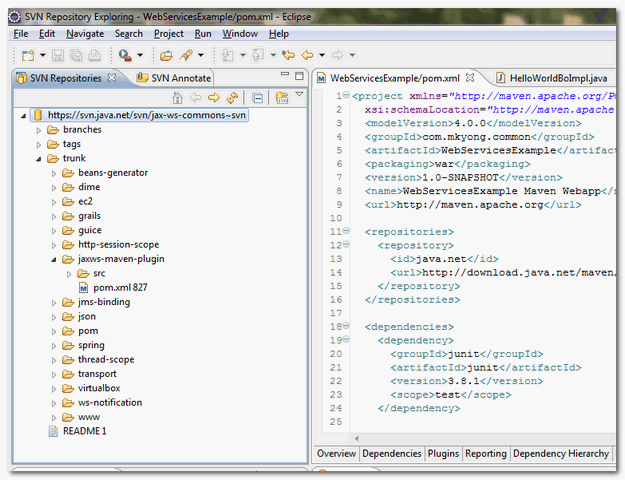 SVN Repository Exploring - WebServicesExample/pom.xml - Eclipse
File Edit Navigate Search Project Run Window Help
SVN Repositories SVN Annotate
https://svn.java.net/svn/jax-ws-commons~svn
branches
tags
trunk
beans-generator
dime
ec2
grails
guice
http-session-scope
jaxws-maven-plugin
src
pom.xml 827
jms-binding
json
pom
spring
thread-scope
transport
virtualbox
ws-notification
www
README 1
WebServicesExample/pom.xml HelloWorldBoImpl.java
1 <project xmlns="http://maven.apache.org/
2 xsi:schemaLocation="http://maven.apache
3 <modelVersion>4.0.0</modelVersion>
4 <groupId>com.mkyong.common</groupId>
5 <artifactId>WebServicesExample</artifact
6 <packaging>war</packaging>
7 <version>1.0-SNAPSHOT</version>
8 <name>WebServicesExample Maven Webapp</
9 <url>http://maven.apache.org</url>
10
11 <repositories>
12 <repository>
13 <id>java.net</id>
14 <url>http://download.java.net/maven/
15 </repository>
16 </repositories>
17
18 <dependencies>
19 <dependency>
20 <groupId>junit</groupId>
21 <artifactId>junit</artifactId>
22 <version>3.8.1</version>
23 <scope>test</scope>
24 </dependency>
25
Overview Dependencies Plugins Reporting Dependency Hierarchy